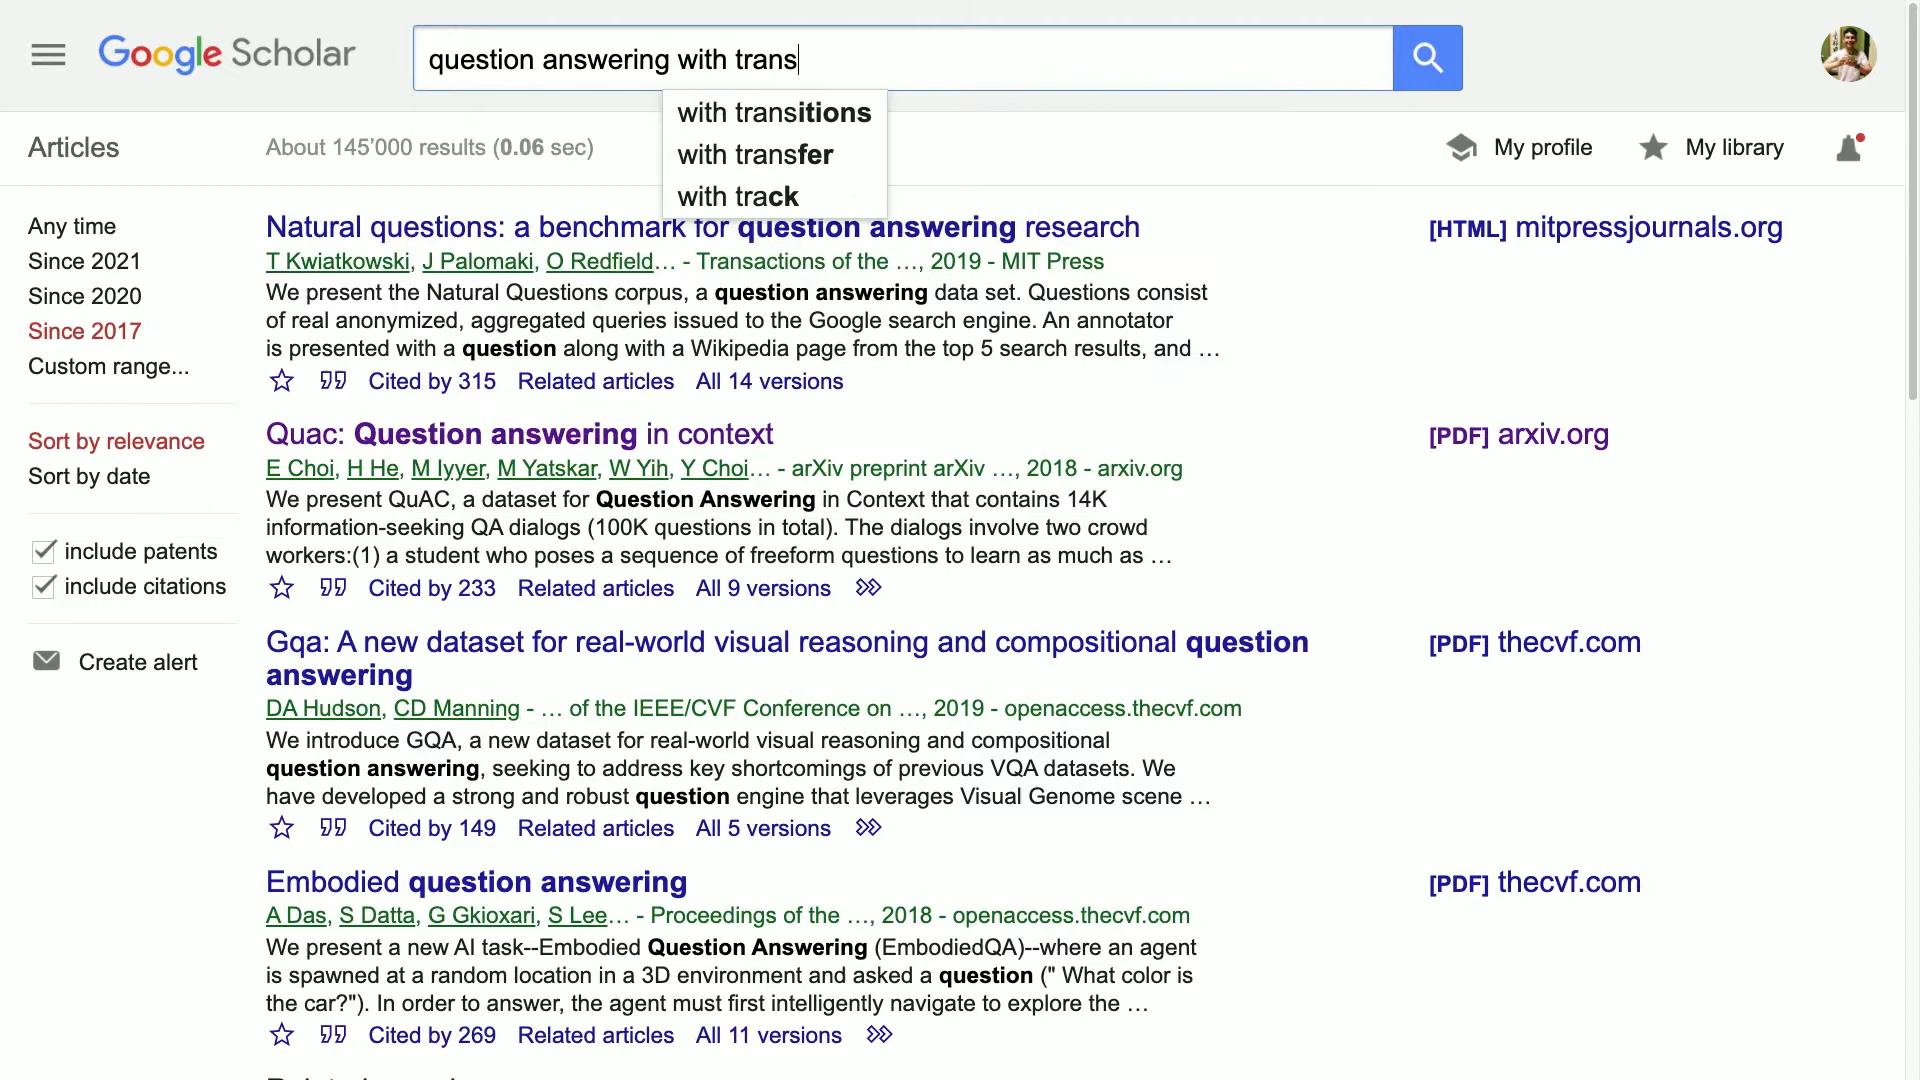 Google Scholar
question answering with trans
with transitions
with transfer
with track
Articles
About 145’000 results (0.06 sec)
My profile
My library
Any time
Since 2021
Since 2020
Since 2017
Custom range...
Sort by relevance
Sort by date
include patents
include citations
Create alert
Natural questions: a benchmark for question answering research
[HTML] mitpressjournals.org
T Kwiatkowski, J Palomaki, O Redfield… - Transactions of the …, 2019 - MIT Press
We present the Natural Questions corpus, a question answering data set. Questions consist
of real anonymized, aggregated queries issued to the Google search engine. An annotator
is presented with a question along with a Wikipedia page from the top 5 search results, and …
Cited by 315 Related articles All 14 versions
Quac: Question answering in context
[PDF] arxiv.org
E Choi, H He, M Iyyer, M Yatskar, W Yih, Y Choi… - arXiv preprint arXiv …, 2018 - arxiv.org
We present QuAC, a dataset for Question Answering in Context that contains 14K
information-seeking QA dialogs (100K questions in total). The dialogs involve two crowd
workers:(1) a student who poses a sequence of freeform questions to learn as much as …
Cited by 233 Related articles All 9 versions
Gqa: A new dataset for real-world visual reasoning and compositional question
answering
[PDF] thecvf.com
DA Hudson, CD Manning - … of the IEEE/CVF Conference on …, 2019 - openaccess.thecvf.com
We introduce GQA, a new dataset for real-world visual reasoning and compositional
question answering, seeking to address key shortcomings of previous VQA datasets. We
have developed a strong and robust question engine that leverages Visual Genome scene …
Cited by 149 Related articles All 5 versions
Embodied question answering
[PDF] thecvf.com
A Das, S Datta, G Gkioxari, S Lee… - Proceedings of the …, 2018 - openaccess.thecvf.com
We present a new AI task--Embodied Question Answering (EmbodiedQA)--where an agent
is spawned at a random location in a 3D environment and asked a question (" What color is
the car?"). In order to answer, the agent must first intelligently navigate to explore the …
Cited by 269 Related articles All 11 versions